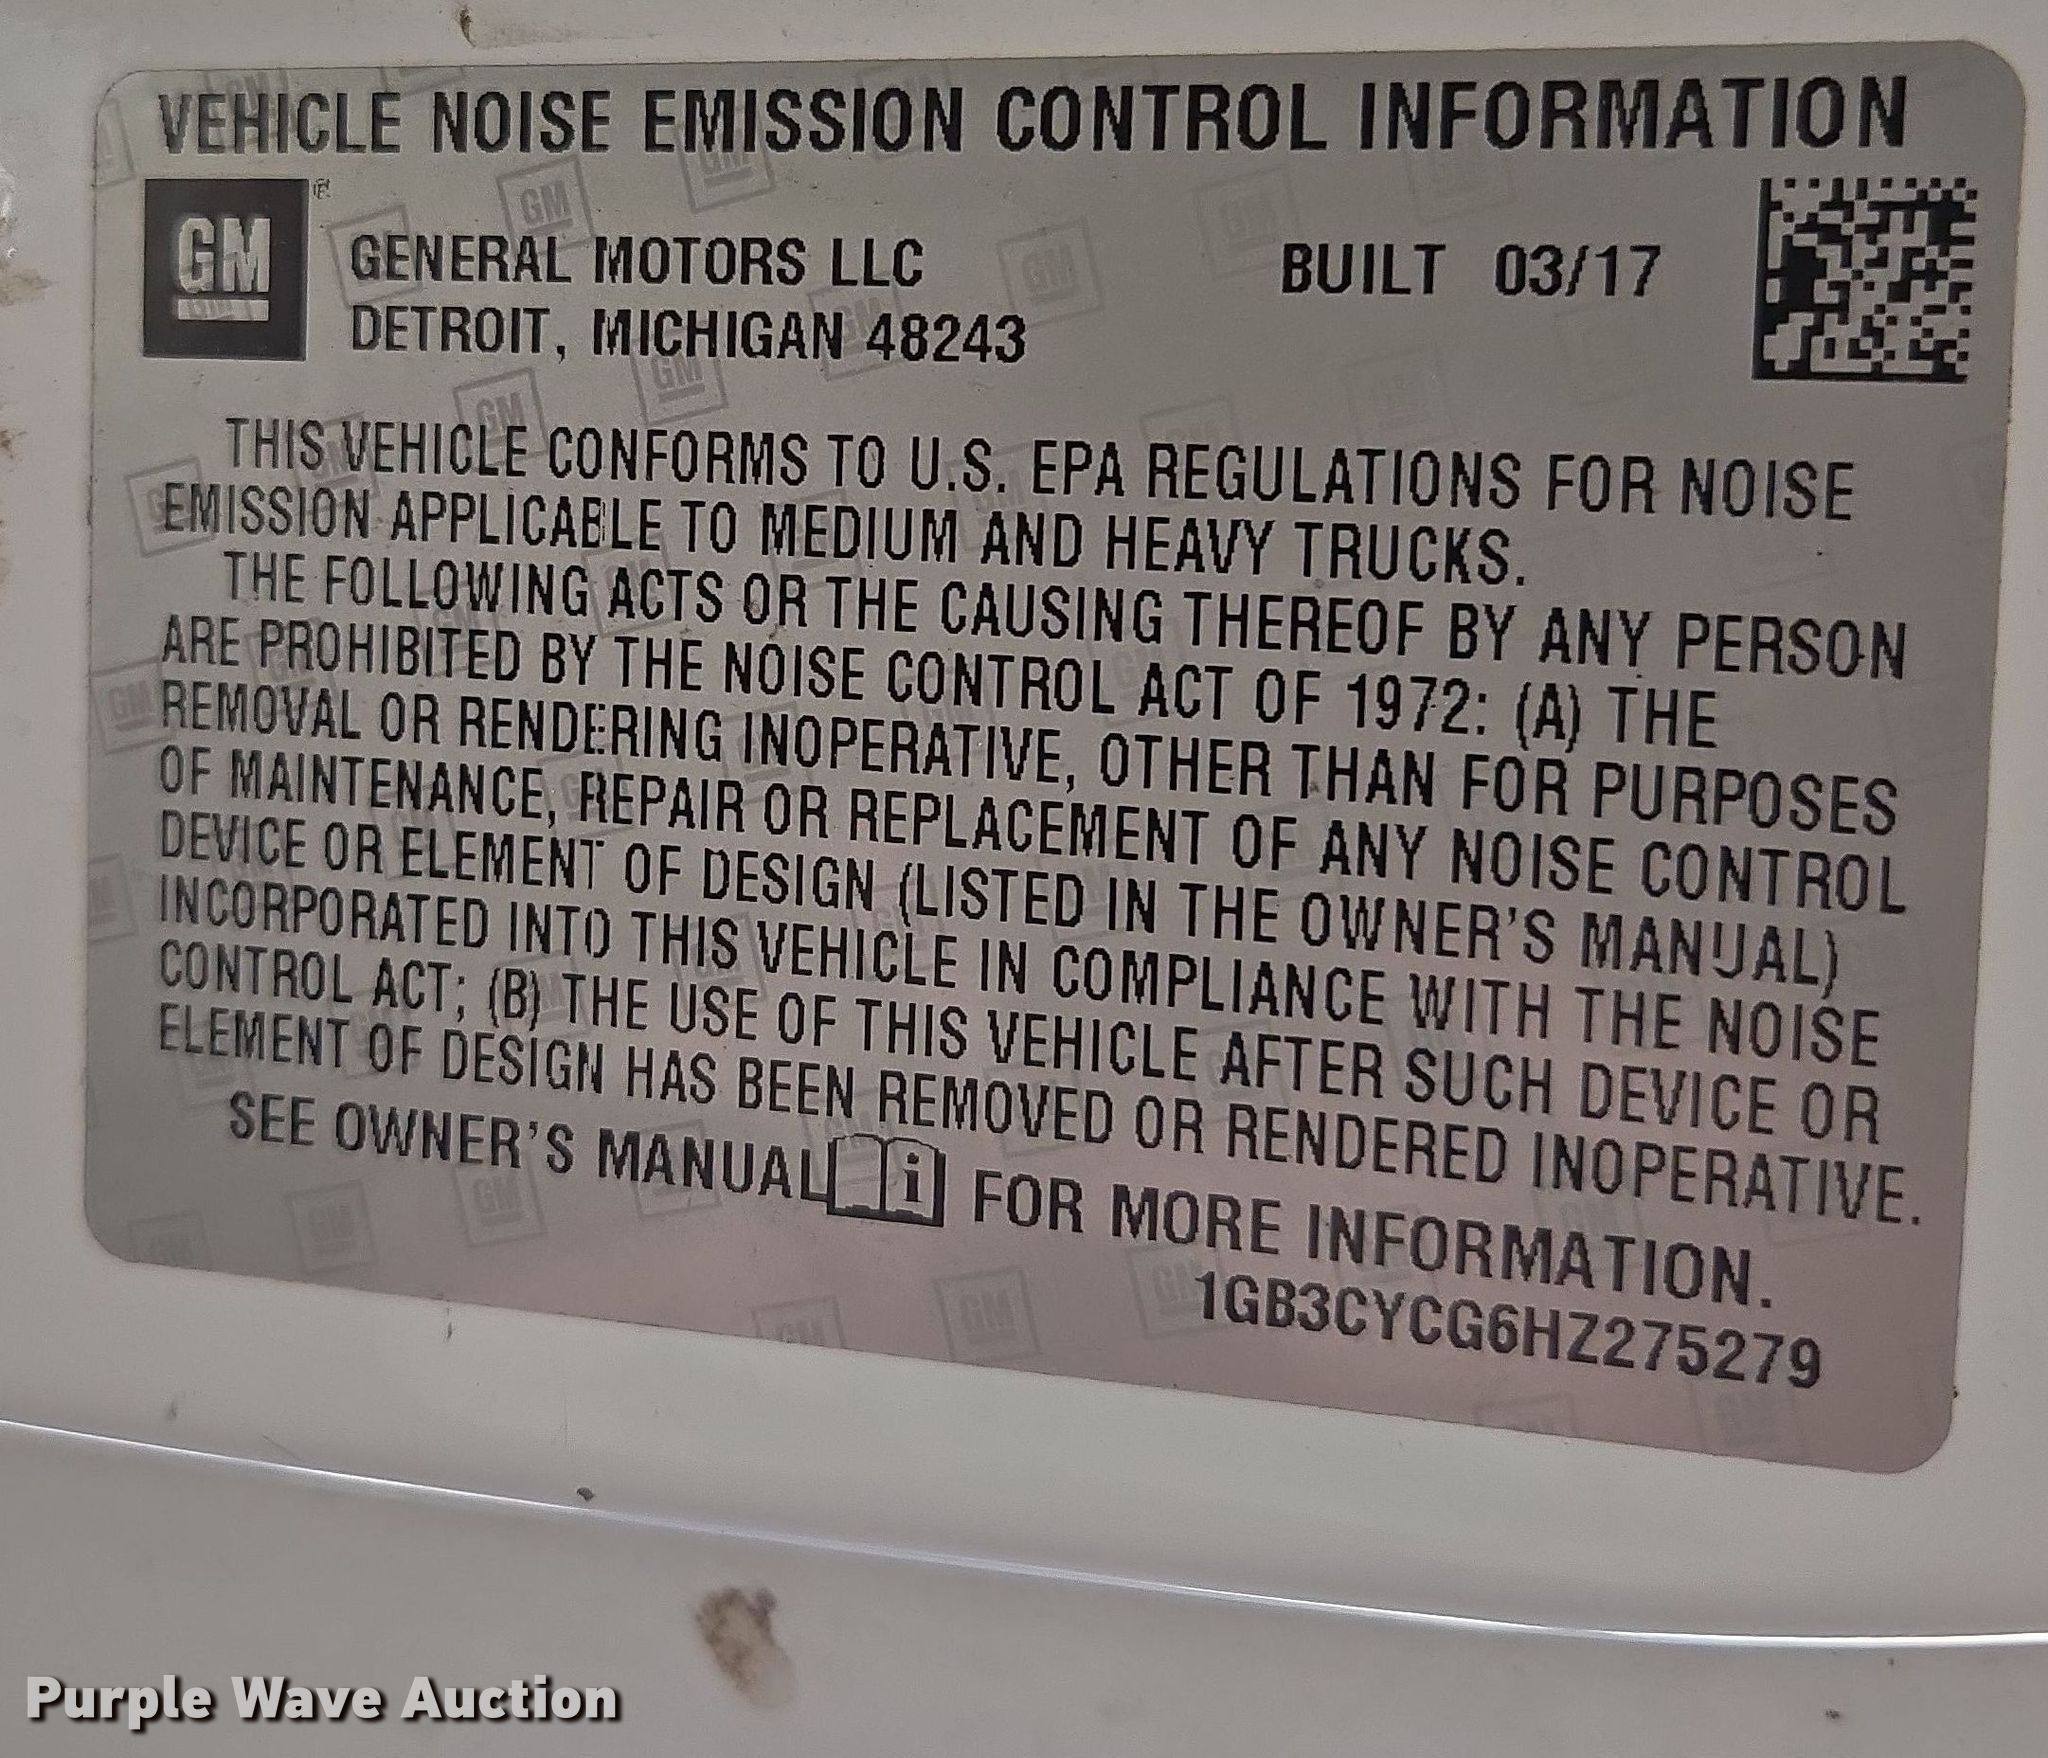 VEHICLE NOISE EMISSION CONTROL INFORMATION
GM
GENERAL MOTORS LLC
BUILT 03/17
DETROIT, MICHIGAN 48243
THIS VEHICLE CONFORMS TO U.S. EPA REGULATIONS FOR NOISE
EMISSION APPLICABLE TO MEDIUM AND HEAVY TRUCKS.
THE FOLLOWING ACTS OR THE CAUSING THEREOF BY ANY PERSON
ARE PROHIBITED BY THE NOISE CONTROL ACT OF 1972: (A) THE
REMOVAL OR RENDERING INOPERATIVE, OTHER THAN FOR PURPOSES
OF MAINTENANCE, REPAIR OR REPLACEMENT OF ANY NOISE CONTROL
DEVICE OR ELEMENT OF DESIGN (LISTED IN THE OWNER'S MANUAL)
INCORPORATED INTO THIS VEHICLE IN COMPLIANCE WITH THE NOISE
CONTROL ACT; (B) THE USE OF THIS VEHICLE AFTER SUCH DEVICE OR
ELEMENT OF DESIGN HAS BEEN REMOVED OR RENDERED INOPERATIVE.
SEE OWNER'S MANUAL i FOR MORE INFORMATION.
1GB3CYCG6HZ275279
Purple Wave Auction